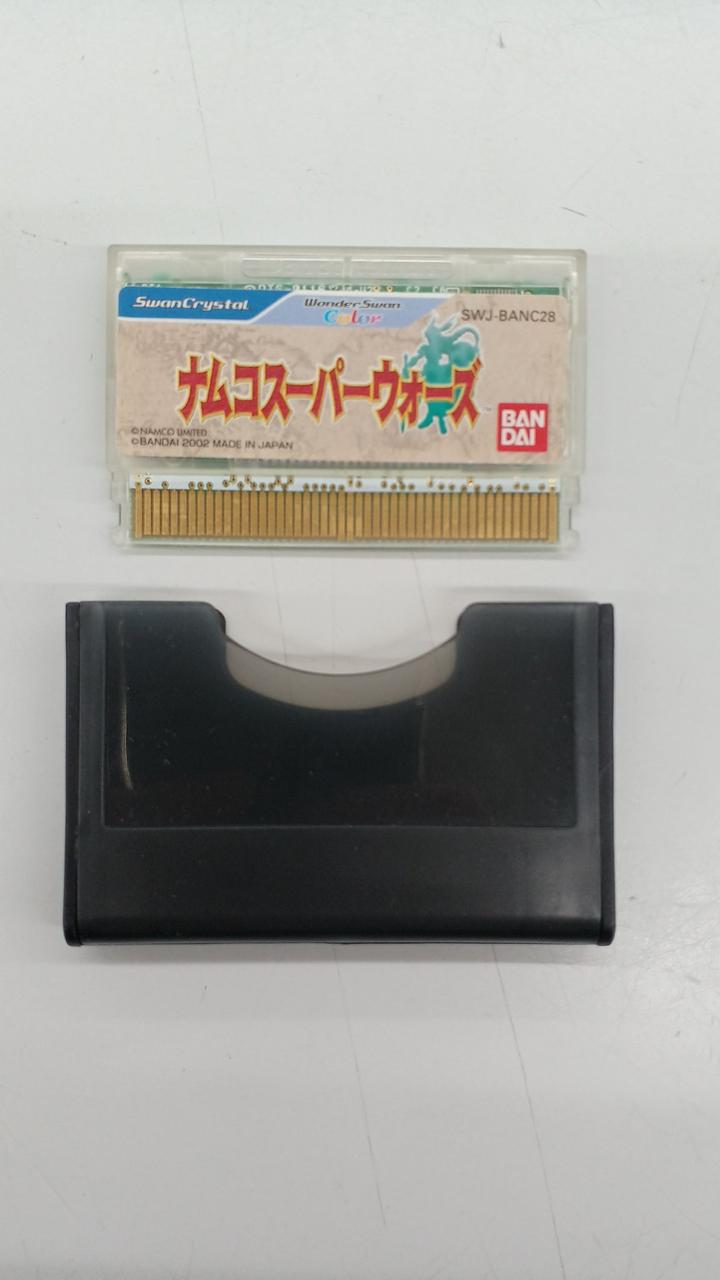 SwanCrystal
WonderSwan
Color
SWJ-BANC28
ナムコスーパーウォーズ
™
©NAMCO LIMITED
©BANDAI 2002 MADE IN JAPAN
BAN
DAI